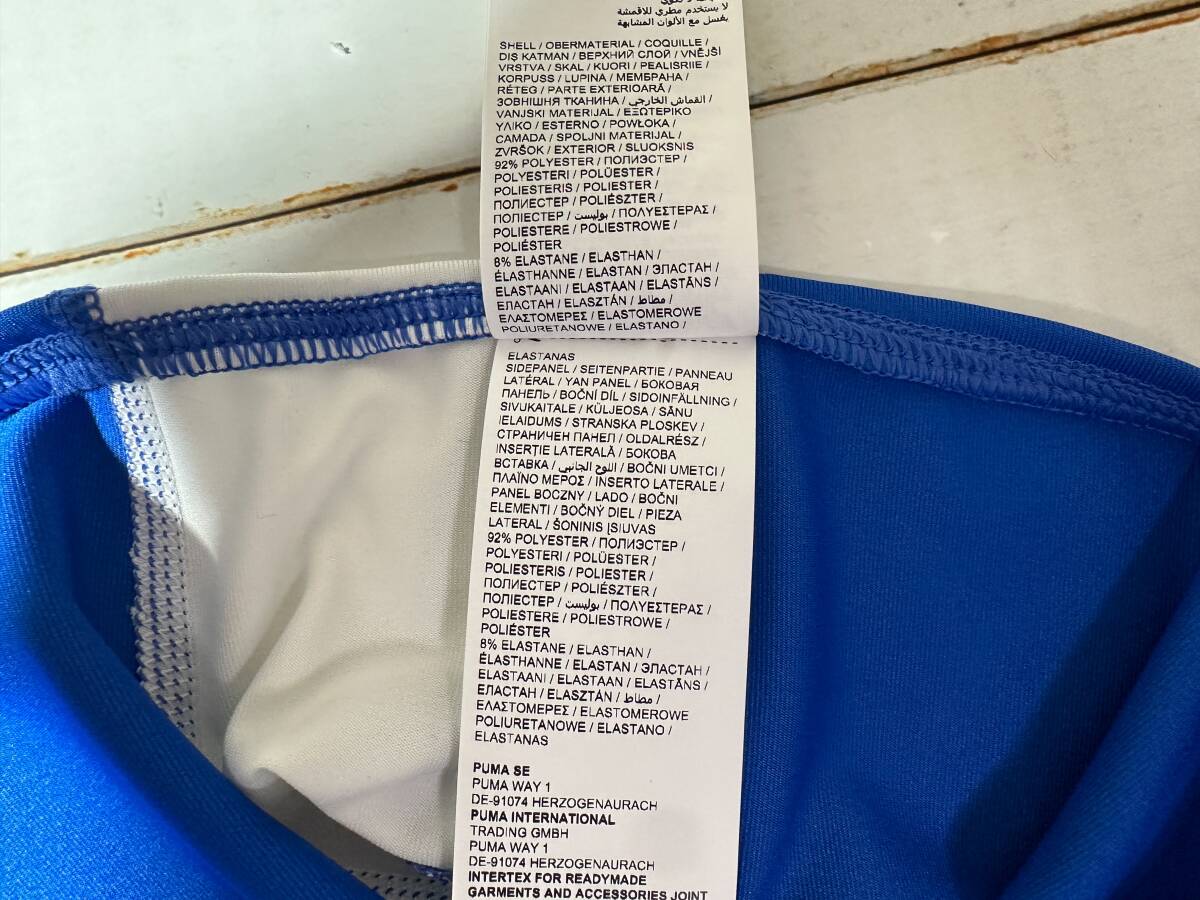 لا يستخدم مطري للاقمشة
يغسل مع الألوان المشابهة
SHELL / OBERMATERIAL / COQUILLE /
DIŞ KATMAN / ВЕРХНИЙ СЛОЙ / VNĚJŠÍ
VRSTVA / SKAL / KUORI / PEALISRIIE /
KORPUSS / LUPINA / МЕМБРАНА /
RÉTEG / PARTE EXTERIOARĂ /
ЗОВНІШНЯ ТКАНИНА / القماش الخارجي /
VANJSKI MATERIJAL / ΕΞΩΤΕΡΙΚΟ
ΥΛΙΚΟ / ESTERNO / POWŁOKA /
CAMADA / SPOLJNI MATERIJAL /
ZVRŠOK / EXTERIOR / SLUOKSNIS
92% POLYESTER / ПОЛИЭСТЕР /
POLYESTERI / POLÜESTER /
POLIESTERIS / POLIESTER /
ПОЛИЕСТЕР / POLIÉSZTER /
ПОЛІЕСТЕР / بوليست / ΠΟΛΥΕΣΤΕΡΑΣ /
POLIESTERE / POLIESTROWE /
POLIÉSTER
8% ELASTANE / ELASTHAN /
ÉLASTHANNE / ELASTAN / ЭЛАСТАН /
ELASTAANI / ELASTAAN / ELASTĀNS /
ЕЛАСТАН / ELASZTÁN / مطاط /
ΕΛΑΣΤΟΜΕΡΕΣ / ELASTOMEROWE
POLIURETANOWE / ELASTANO /
ELASTANAS
SIDEPANEL / SEITENPARTIE / PANNEAU
LATÉRAL / YAN PANEL / БОКОВАЯ
ПАНЕЛЬ / BOČNÍ DÍL / SIDOINFÄLLNING /
SIVUKAITALE / KÜLJEOSA / SĀNU
IELAIDUMS / STRANSKA PLOSKEV /
СТРАНИЧЕН ПАНЕЛ / OLDALRÉSZ /
INSERȚIE LATERALĂ / БОКОВА
ВСТАВКА / اللوح الجانبي / BOČNI UMETCI /
ΠΛΑΪΝΟ ΜΕΡΟΣ / INSERTO LATERALE /
PANEL BOCZNY / LADO / BOČNI
ELEMENTI / BOČNÝ DIEL / PIEZA
LATERAL / ŠONINIS ĮSIUVAS
92% POLYESTER / ПОЛИЭСТЕР /
POLYESTERI / POLÜESTER /
POLIESTERIS / POLIESTER /
ПОЛИЕСТЕР / POLIÉSZTER /
ПОЛІЕСТЕР / بوليست / ΠΟΛΥΕΣΤΕΡΑΣ /
POLIESTERE / POLIESTROWE /
POLIÉSTER
8% ELASTANE / ELASTHAN /
ÉLASTHANNE / ELASTAN / ЭЛАСТАН /
ELASTAANI / ELASTAAN / ELASTĀNS /
ЕЛАСТАН / ELASZTÁN / مطاط /
ΕΛΑΣΤΟΜΕΡΕΣ / ELASTOMEROWE
POLIURETANOWE / ELASTANO /
ELASTANAS
PUMA SE
PUMA WAY 1
DE-91074 HERZOGENAURACH
PUMA INTERNATIONAL
TRADING GMBH
PUMA WAY 1
DE-91074 HERZOGENAURACH
INTERTEX FOR READYMADE
GARMENTS AND ACCESSORIES JOINT